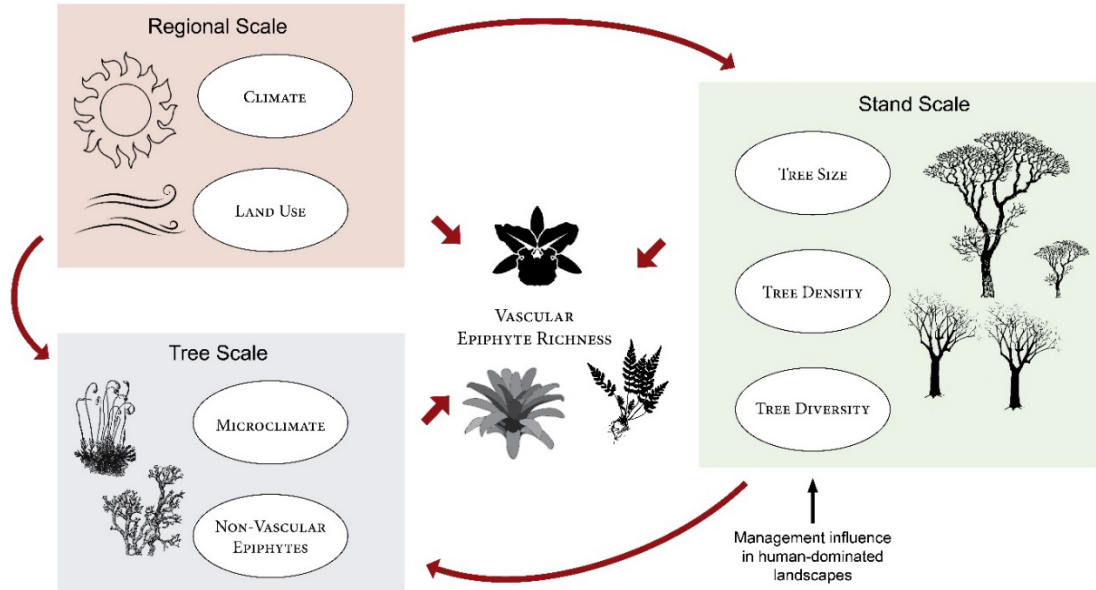 Regional Scale
CLIMATE
LAND USE
Stand Scale
TREE SIZE
TREE DENSITY
TREE DIVERSITY
VASCULAR
EPIPHYTE RICHNESS
Tree Scale
MICROCLIMATE
NON-VASCULAR
EPIPHYTES
Management influence
in human-dominated
landscapes